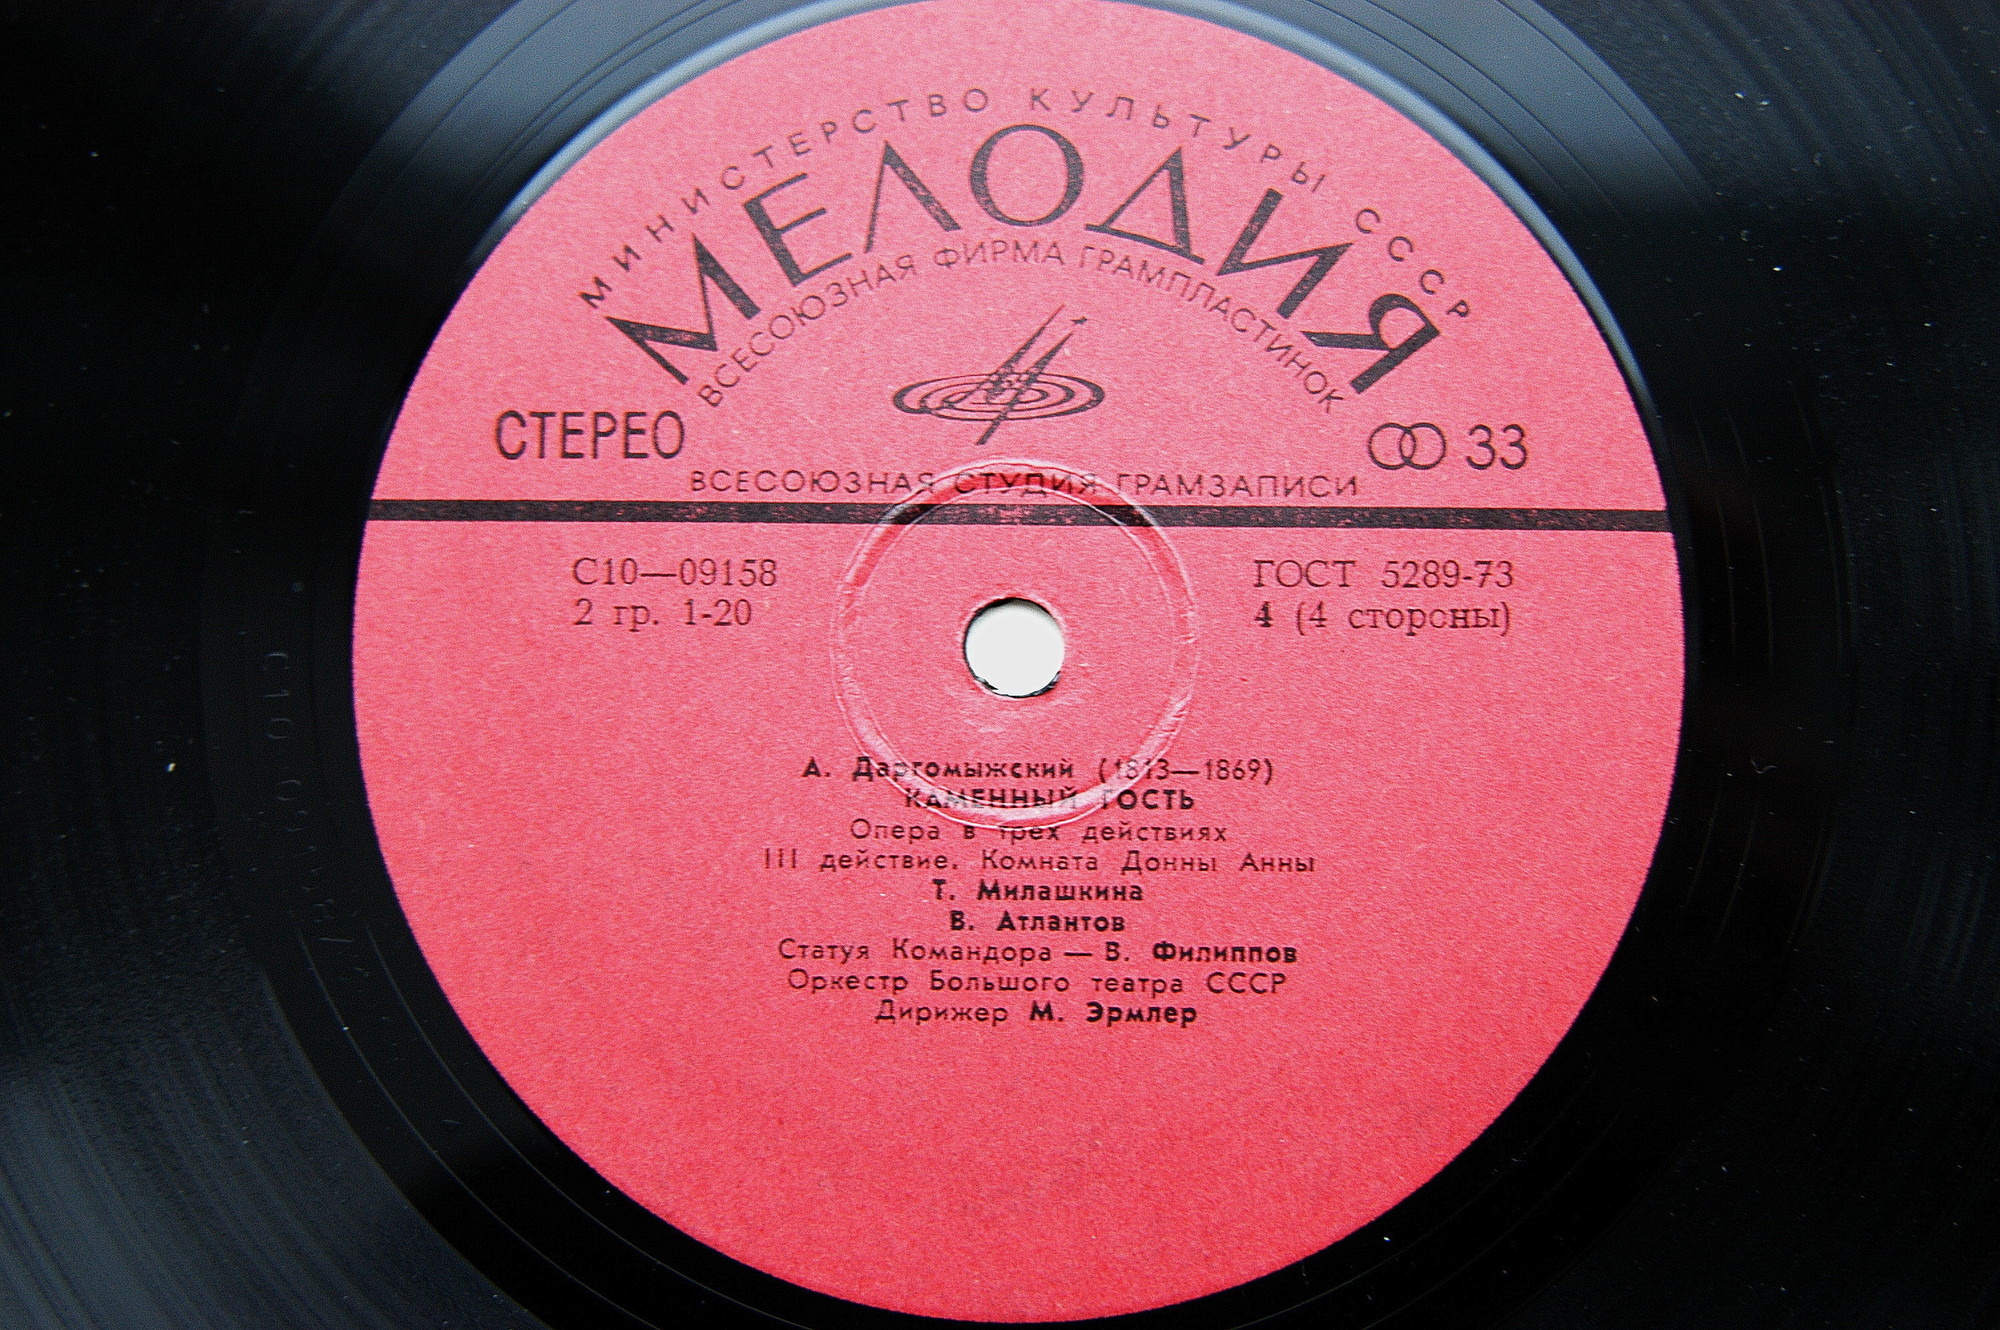 МИНИСТЕРСТВО КУЛЬТУРЫ СССР
МЕЛОДИЯ
ВСЕСОЮЗНАЯ ФИРМА ГРАМПЛАСТИНОК
СТЕРЕО
33
ВСЕСОЮЗНАЯ СТУДИЯ ГРАМЗАПИСИ
С10—09158
ГОСТ 5289-73
2 гр. 1-20
4 (4 стороны)
А. Даргомыжский (1813—1869)
КАМЕННЫЙ ГОСТЬ
Опера в трех действиях
III действие. Комната Донны Анны
Т. Милашкина
В. Атлантов
Статуя Командора — В. Филиппов
Оркестр Большого театра СССР
Дирижер М. Эрмлер